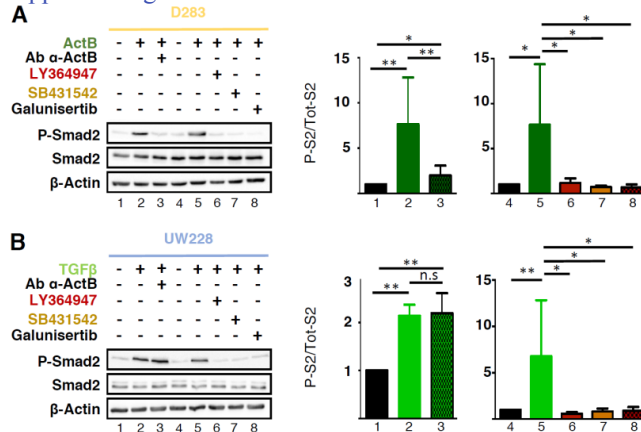 A
D283
ActB - + + - + + + +
Ab α-ActB - - + - - - - -
LY364947 - - - - - + - -
SB431542 - - - - - - + -
Galunisertib - - - - - - - +
P-Smad2
Smad2
β-Actin
1 2 3 4 5 6 7 8
P-S2/Tot-S2
15
10
5
* ** **
1 2 3
15
10
5
* * * *
4 5 6 7 8
B
UW228
TGFβ - + + - + + + +
Ab α-ActB - - + - - - - -
LY364947 - - - - - + - -
SB431542 - - - - - - + -
Galunisertib - - - - - - - +
P-Smad2
Smad2
β-Actin
1 2 3 4 5 6 7 8
P-S2/Tot-S2
3
2
1
** ** n.s
1 2 3
15
10
5
* * * **
4 5 6 7 8